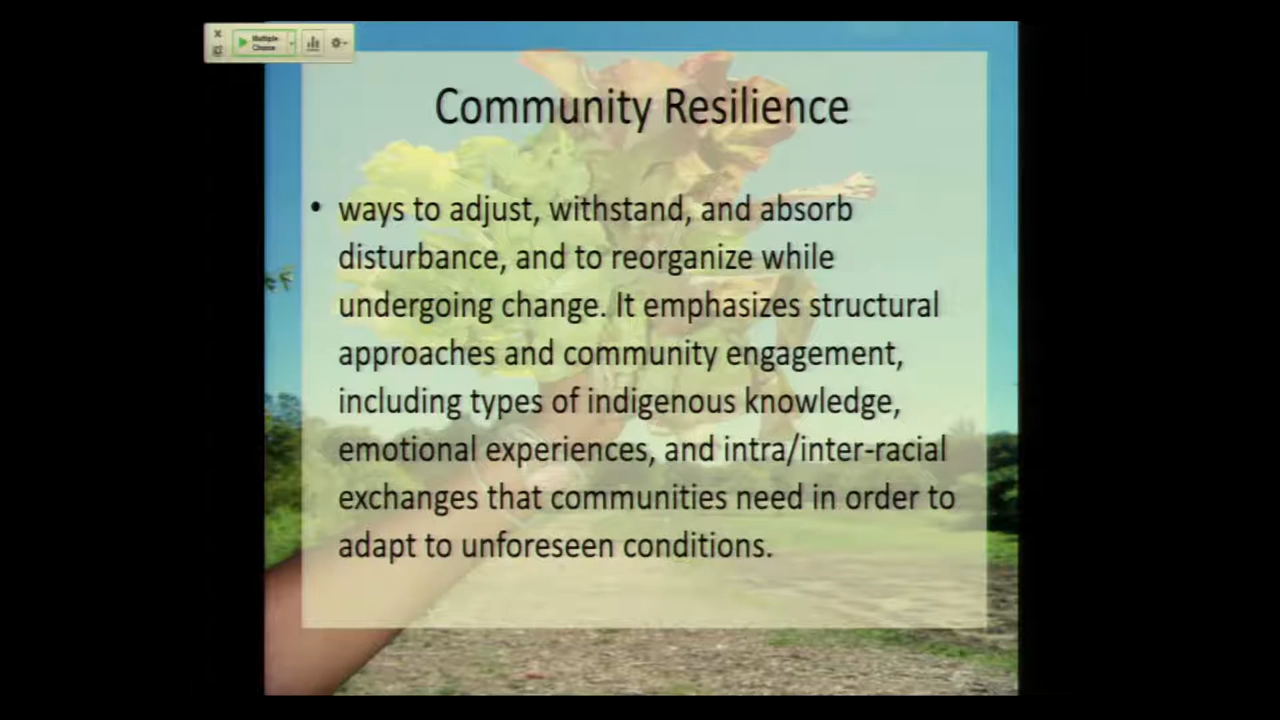 Multiple
Choice
Community Resilience
• ways to adjust, withstand, and absorb
disturbance, and to reorganize while
undergoing change. It emphasizes structural
approaches and community engagement,
including types of indigenous knowledge,
emotional experiences, and intra/inter-racial
exchanges that communities need in order to
adapt to unforeseen conditions.